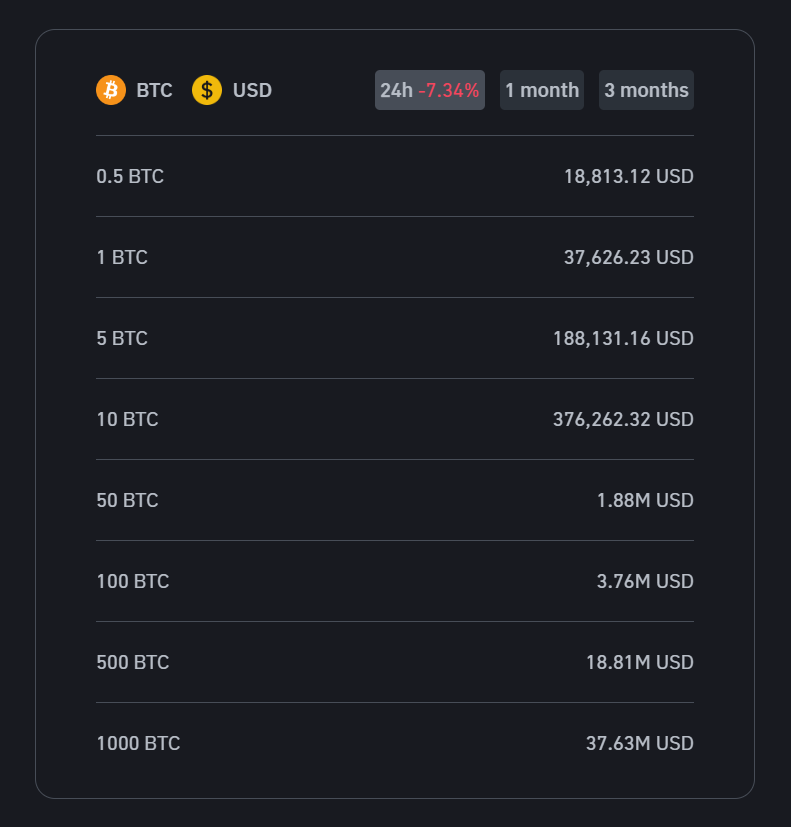 BTC USD 24h -7.34% 1 month 3 months
0.5 BTC 18,813.12 USD
1 BTC 37,626.23 USD
5 BTC 188,131.16 USD
10 BTC 376,262.32 USD
50 BTC 1.88M USD
100 BTC 3.76M USD
500 BTC 18.81M USD
1000 BTC 37.63M USD